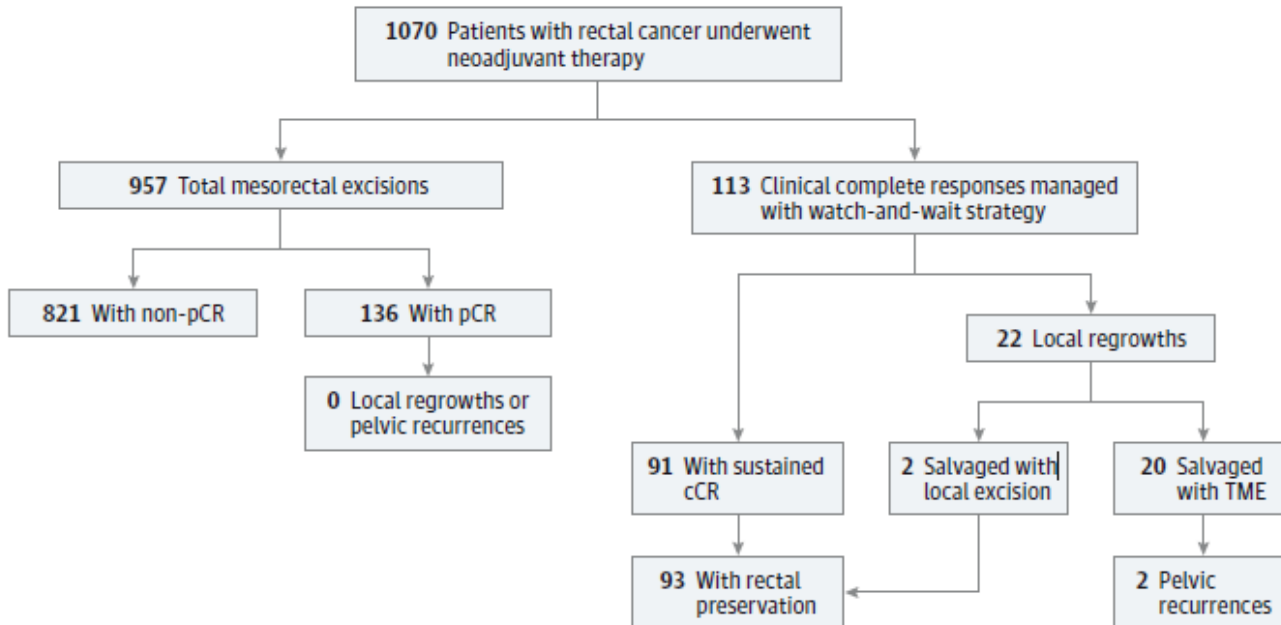 1070 Patients with rectal cancer underwent
neoadjuvant therapy
957 Total mesorectal excisions
113 Clinical complete responses managed
with watch-and-wait strategy
821 With non-pCR
136 With pCR
22 Local regrowths
0 Local regrowths or
pelvic recurrences
91 With sustained
cCR
2 Salvaged with
local excision
20 Salvaged
with TME
93 With rectal
preservation
2 Pelvic
recurrences